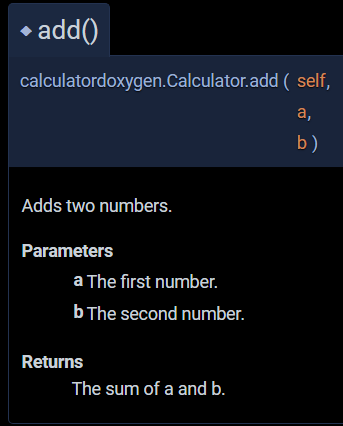 ◆ add()
calculatordoxygen.Calculator.add ( self,
a,
b )
Adds two numbers.
Parameters
a The first number.
b The second number.
Returns
The sum of a and b.